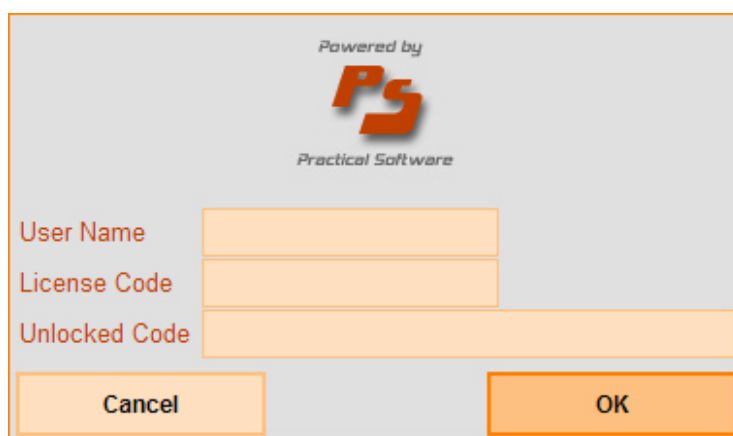 Powered by
PS
Practical Software
User Name
License Code
Unlocked Code
Cancel OK